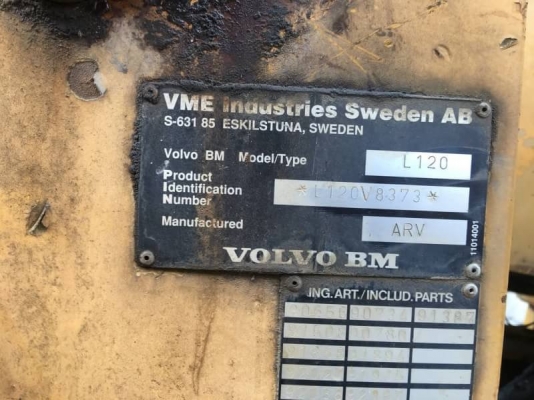 VME Industries Sweden AB
S-631 85 ESKILSTUNA, SWEDEN
Volvo BM Model/Type L120
Product
Identification
Number *L120V8373*
Manufactured ARV
11014001
VOLVO BM
ING.ART./INCLUD.PARTS